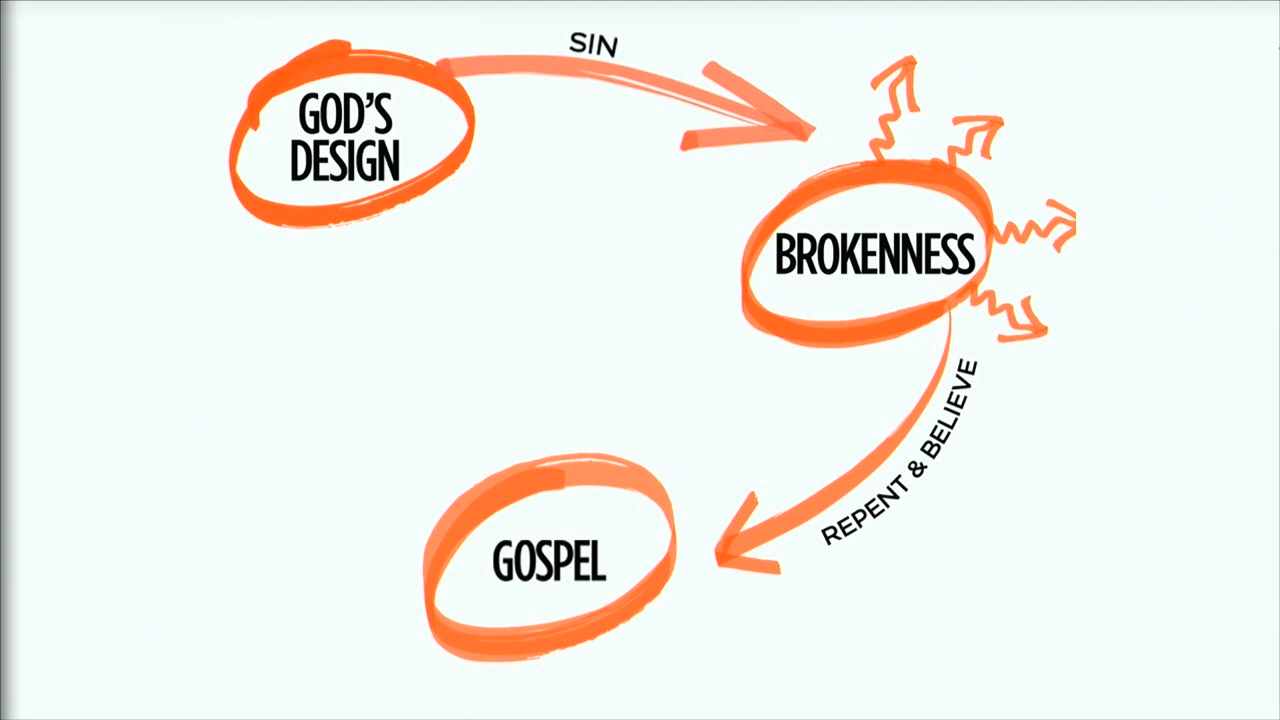 SIN
GOD'S
DESIGN
BROKENNESS
REPENT & BELIEVE
GOSPEL